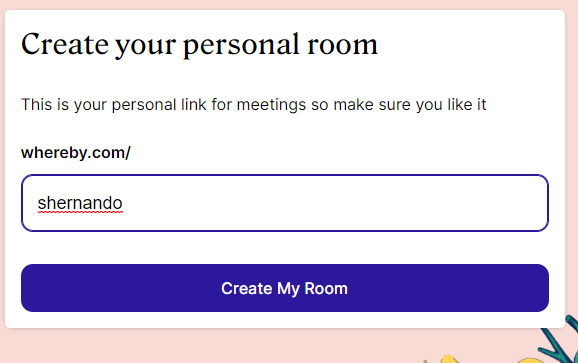 Create your personal room
This is your personal link for meetings so make sure you like it
whereby.com/
shernando
Create My Room